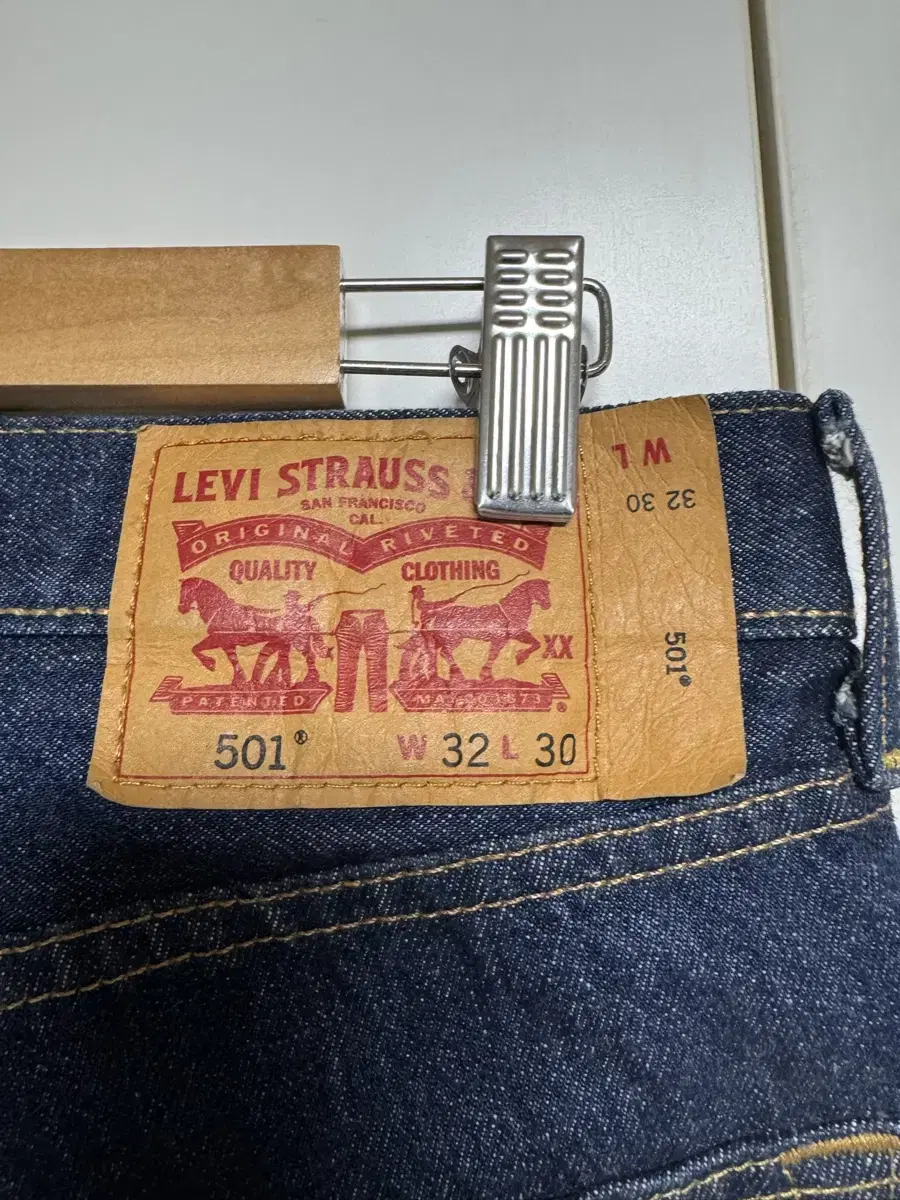 LEVI STRAUSS
SAN FRANCISCO
CAL.
ORIGINAL RIVETED
QUALITY CLOTHING
XX
PATENTED
501® W 32 L 30
W L
32 30
501®